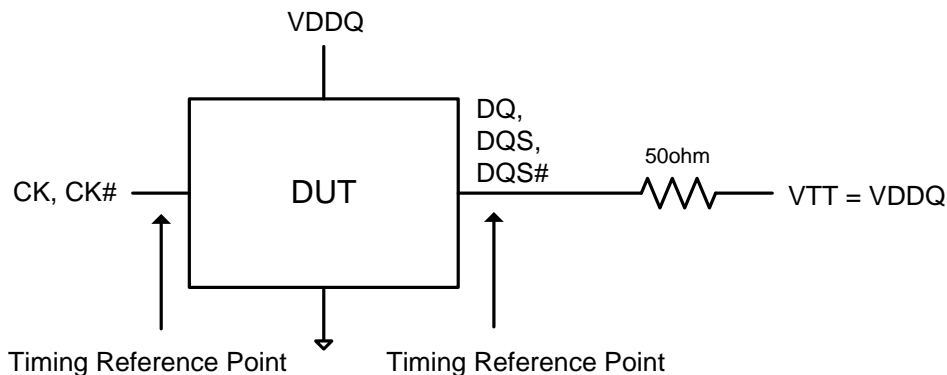 VDDQ
CK, CK#
DUT
DQ,
DQS,
DQS#
50ohm
VTT = VDDQ
Timing Reference Point
Timing Reference Point